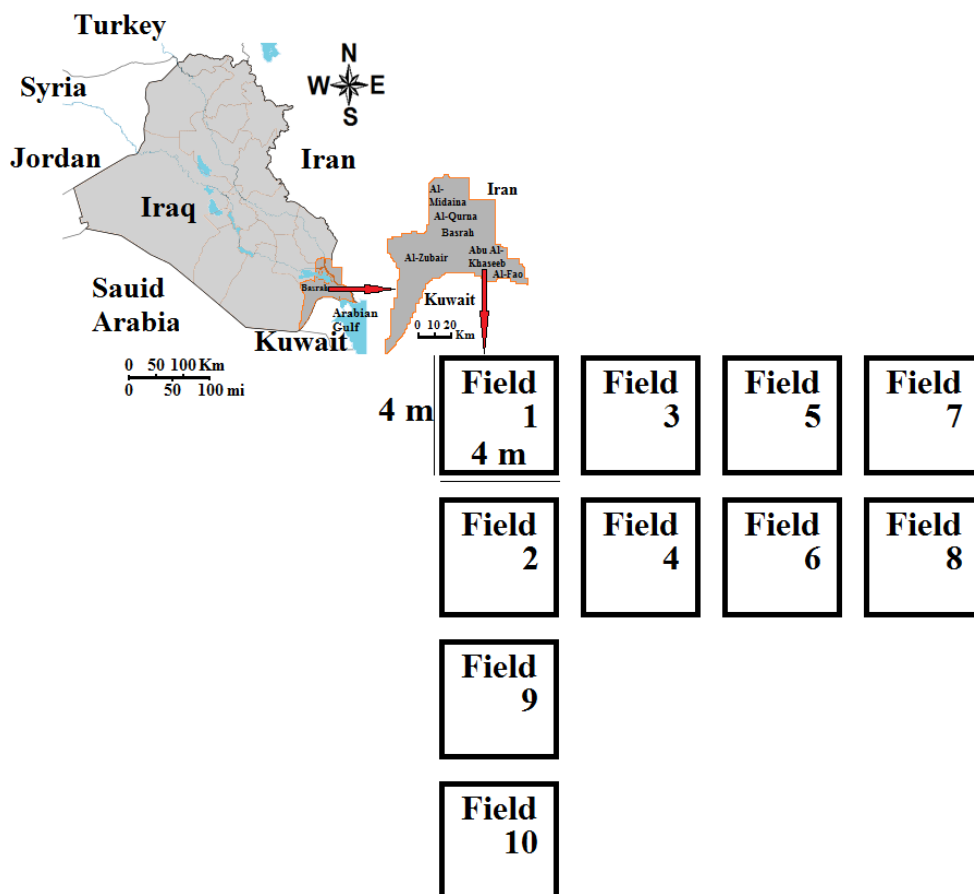 Turkey
N
W E
S
Syria
Jordan
Iran
Iraq
Sauid
Arabia
Basrah
Arabian
Gulf
Kuwait
0 50 100 Km
0 50 100 mi
Al-
Midaina
Iran
Al-Qurna
Basrah
Al-Zubair
Abu Al-
Khaseeb
Al-Fao
Kuwait
0 10 20
Km
4 m
Field
1
4 m
Field
3
Field
5
Field
7
Field
2
Field
4
Field
6
Field
8
Field
9
Field
10